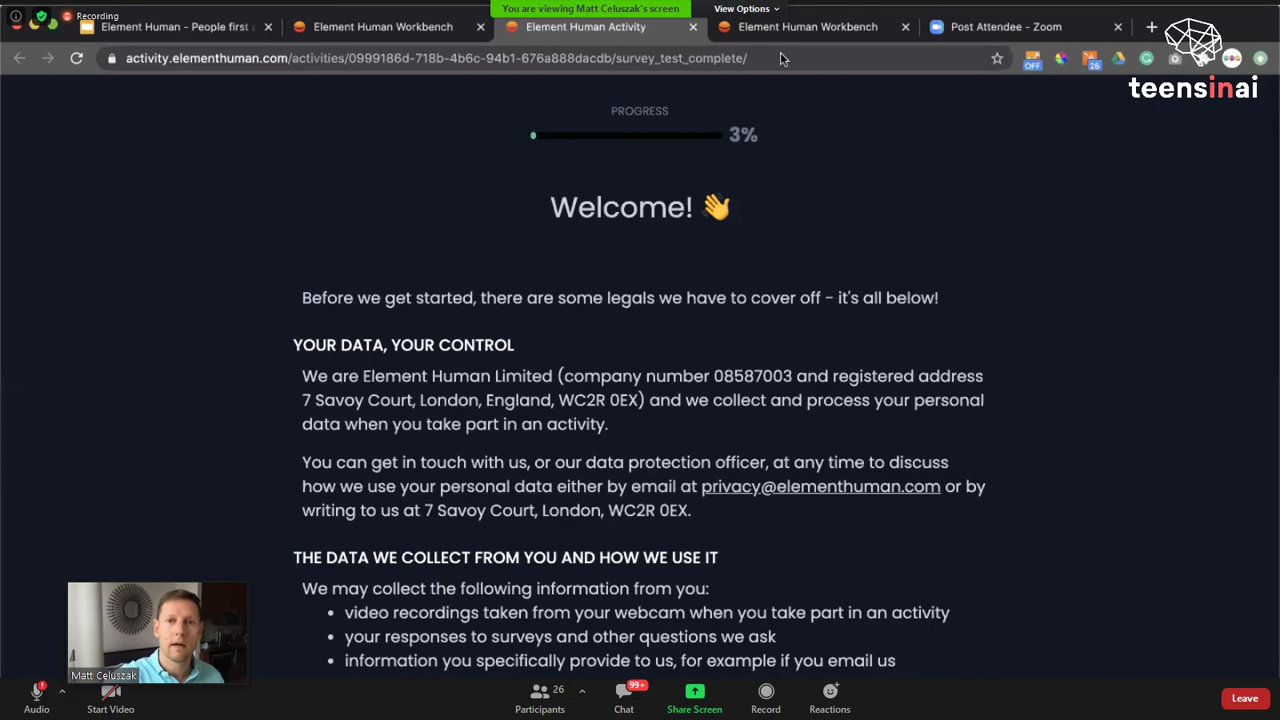 Recording
You are viewing Matt Celuszak's screen
View Options
Element Human - People first
Element Human Workbench
Element Human Activity
Element Human Workbench
Post Attendee - Zoom
activity.elementhuman.com/activities/0999186d-718b-4b6c-94b1-676a888dacdb/survey_test_complete/
OFF
26
teensinai
PROGRESS
3%
Welcome! 👋
Before we get started, there are some legals we have to cover off - it's all below!
YOUR DATA, YOUR CONTROL
We are Element Human Limited (company number 08587003 and registered address
7 Savoy Court, London, England, WC2R 0EX) and we collect and process your personal
data when you take part in an activity.
You can get in touch with us, or our data protection officer, at any time to discuss
how we use your personal data either by email at privacy@elementhuman.com or by
writing to us at 7 Savoy Court, London, WC2R 0EX.
THE DATA WE COLLECT FROM YOU AND HOW WE USE IT
We may collect the following information from you:
• video recordings taken from your webcam when you take part in an activity
• your responses to surveys and other questions we ask
• information you specifically provide to us, for example if you email us
Matt Celuszak
Audio
Start Video
26
Participants
99+
Chat
Share Screen
Record
Reactions
Leave